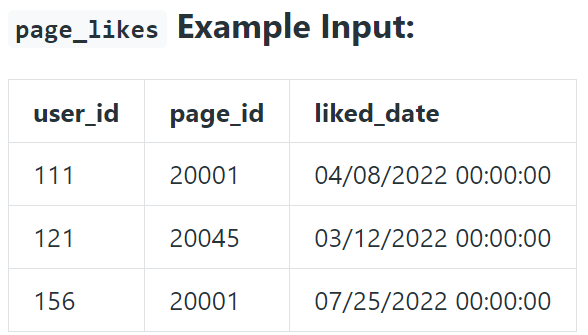 page_likes Example Input:
user_id page_id liked_date
111 20001 04/08/2022 00:00:00
121 20045 03/12/2022 00:00:00
156 20001 07/25/2022 00:00:00